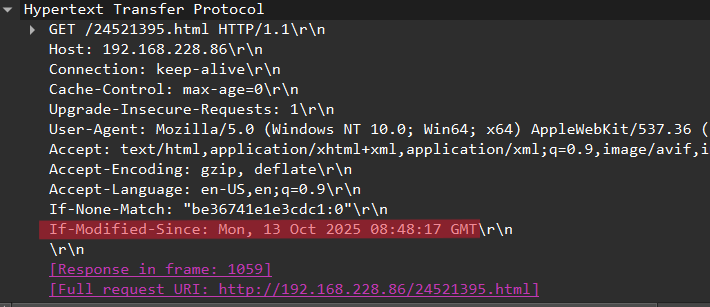 Hypertext Transfer Protocol
GET /24521395.html HTTP/1.1\r\n
Host: 192.168.228.86\r\n
Connection: keep-alive\r\n
Cache-Control: max-age=0\r\n
Upgrade-Insecure-Requests: 1\r\n
User-Agent: Mozilla/5.0 (Windows NT 10.0; Win64; x64) AppleWebKit/537.36 (
Accept: text/html,application/xhtml+xml,application/xml;q=0.9,image/avif,i
Accept-Encoding: gzip, deflate\r\n
Accept-Language: en-US,en;q=0.9\r\n
If-None-Match: "be36741e1e3cdc1:0"\r\n
If-Modified-Since: Mon, 13 Oct 2025 08:48:17 GMT\r\n
\r\n
[Response in frame: 1059]
[Full request URI: http://192.168.228.86/24521395.html]